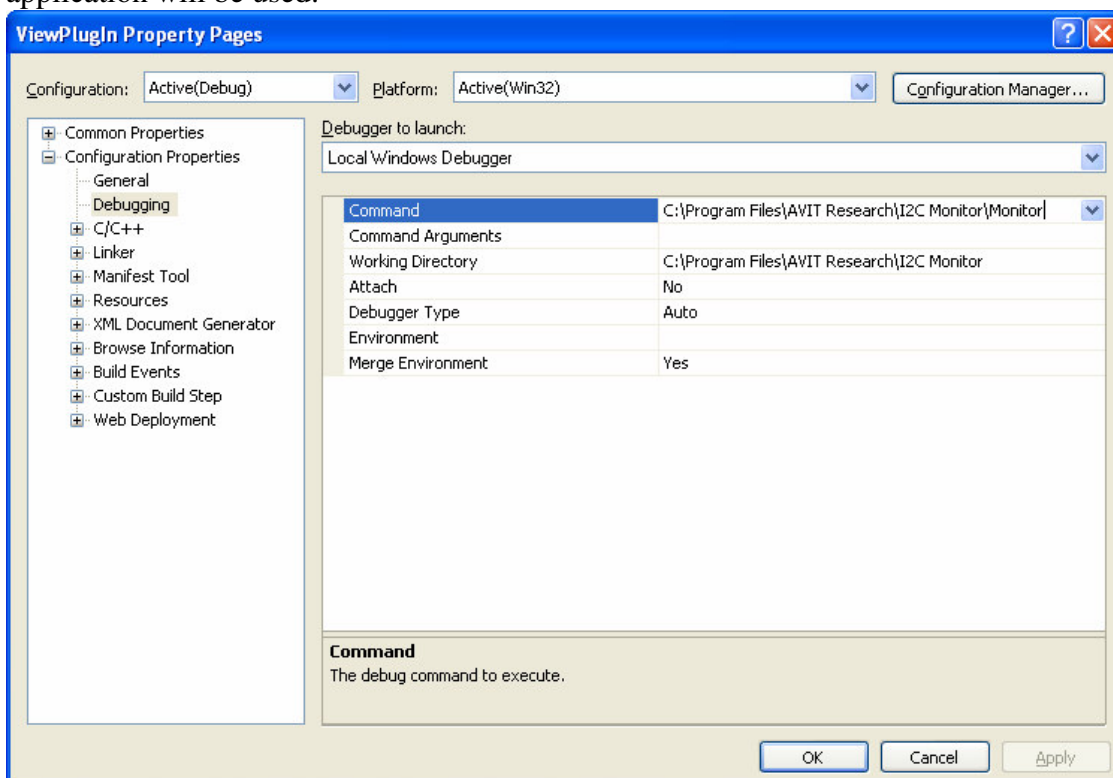 application will be used.
ViewPlugIn Property Pages
Configuration: Active(Debug) Platform: Active(Win32) Configuration Manager...
Common Properties
Configuration Properties
General
Debugging
C/C++
Linker
Manifest Tool
Resources
XML Document Generator
Browse Information
Build Events
Custom Build Step
Web Deployment
Debugger to launch:
Local Windows Debugger
Command C:\Program Files\AVIT Research\I2C Monitor\Monitor
Command Arguments
Working Directory C:\Program Files\AVIT Research\I2C Monitor
Attach No
Debugger Type Auto
Environment
Merge Environment Yes
Command
The debug command to execute.
OK Cancel Apply